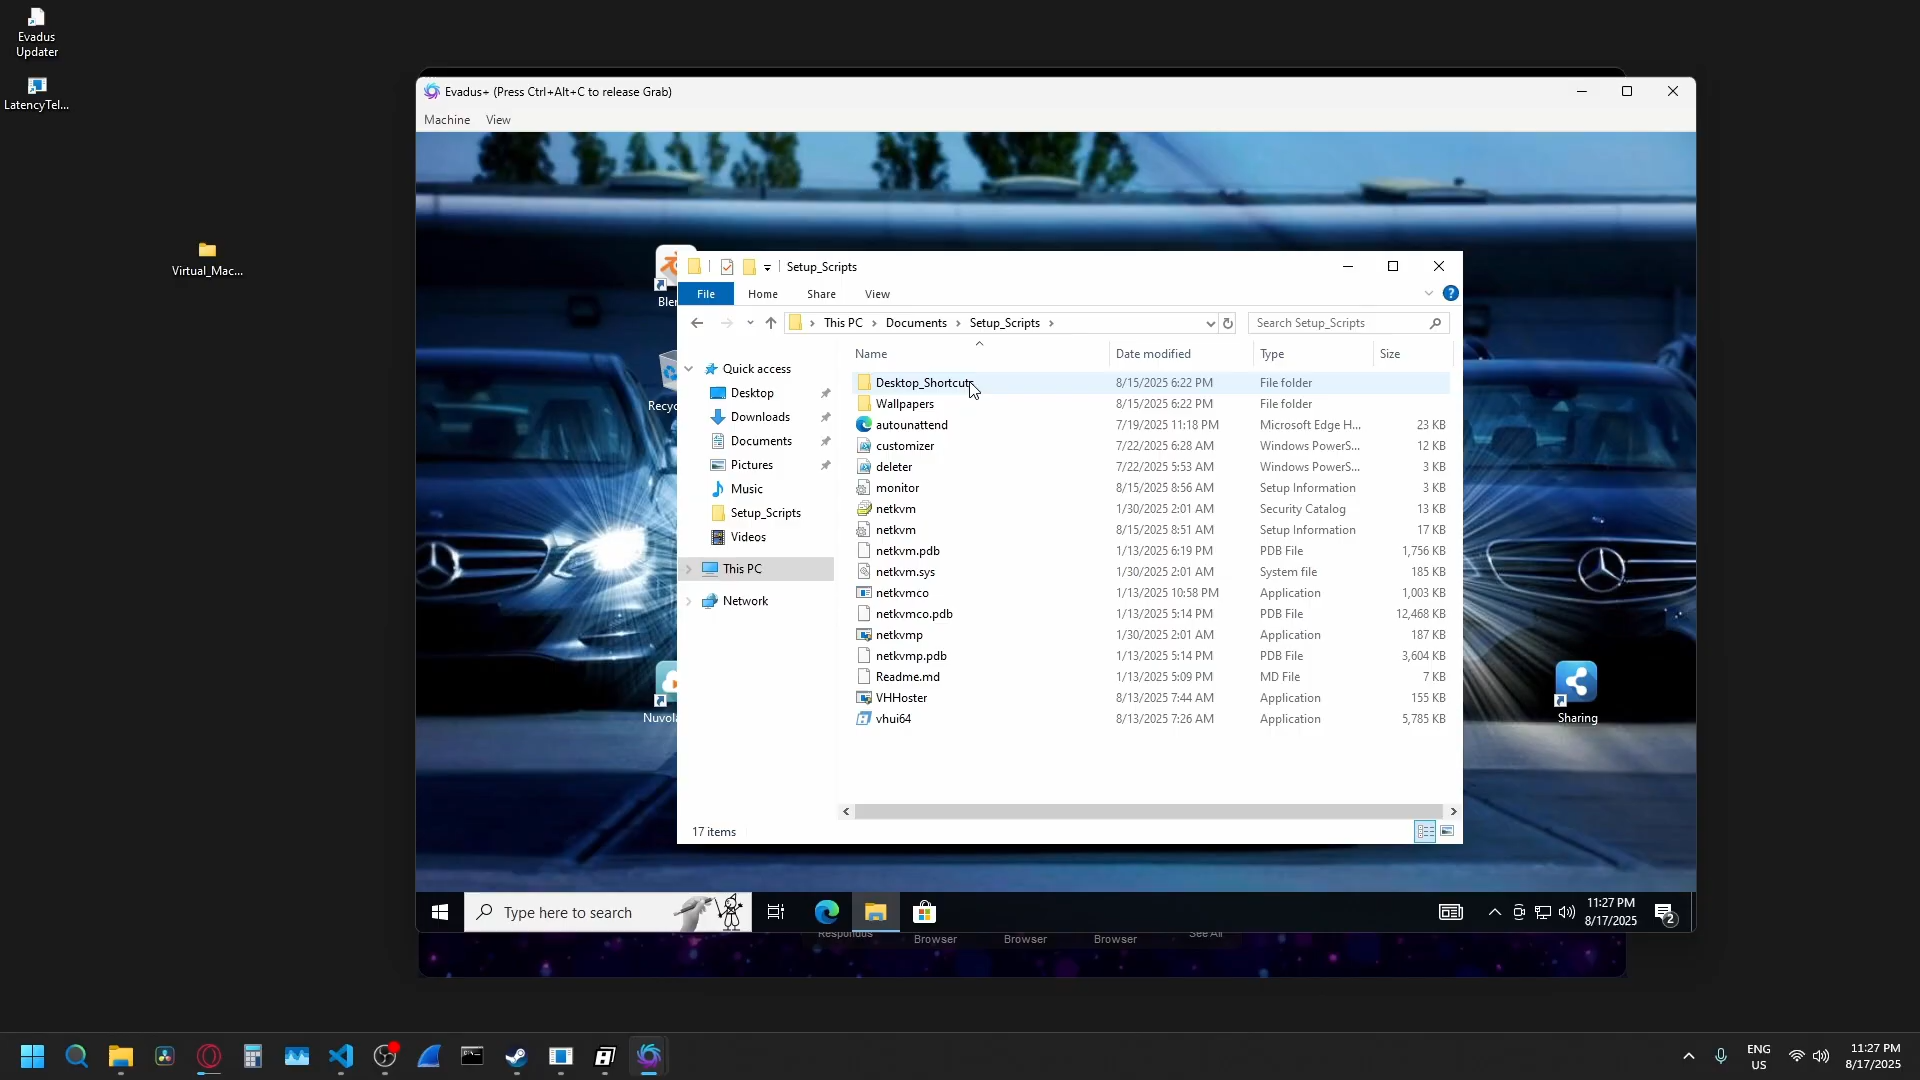 Evadus
Updater
LatencyTel...
Virtual_Mac...
Evadus+ (Press Ctrl+Alt+C to release Grab)
Machine View
Setup_Scripts
File Home Share View
This PC Documents Setup_Scripts
Search Setup_Scripts
Quick access
Desktop
Downloads
Documents
Pictures
Music
Setup_Scripts
Videos
This PC
Network
Name Date modified Type Size
Desktop_Shortcuts 8/15/2025 6:22 PM File folder
Wallpapers 8/15/2025 6:22 PM File folder
autounattend 7/19/2025 11:18 PM Microsoft Edge H... 23 KB
customizer 7/22/2025 6:28 AM Windows PowerS... 12 KB
deleter 7/22/2025 5:53 AM Windows PowerS... 3 KB
monitor 8/15/2025 8:56 AM Setup Information 3 KB
netkvm 1/30/2025 2:01 AM Security Catalog 13 KB
netkvm 8/15/2025 8:51 AM Setup Information 17 KB
netkvm.pdb 1/13/2025 6:19 PM PDB File 1,756 KB
netkvm.sys 1/30/2025 2:01 AM System file 185 KB
netkvmco 1/13/2025 10:58 PM Application 1,003 KB
netkvmco.pdb 1/13/2025 5:14 PM PDB File 12,468 KB
netkvmp 1/30/2025 2:01 AM Application 187 KB
netkvmp.pdb 1/13/2025 5:14 PM PDB File 3,604 KB
Readme.md 1/13/2025 5:09 PM MD File 7 KB
VHHoster 8/13/2025 7:44 AM Application 155 KB
vhui64 8/13/2025 7:26 AM Application 5,785 KB
17 items
Blen
Recyc
Nuvola
Sharing
Type here to search
11:27 PM
8/17/2025
2
Respondus Browser Browser Browser See All
ENG
US
11:27 PM
8/17/2025